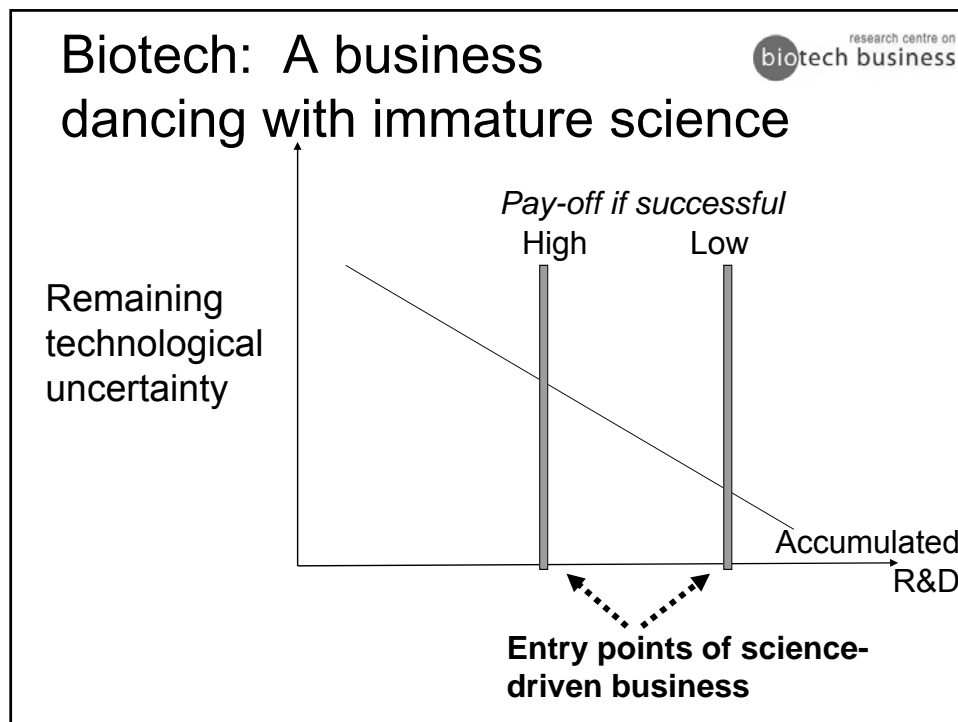 Biotech: A business
dancing with immature science
research centre on
biotech business
Pay-off if successful
High Low
Remaining
technological
uncertainty
Accumulated
R&D
Entry points of science-
driven business